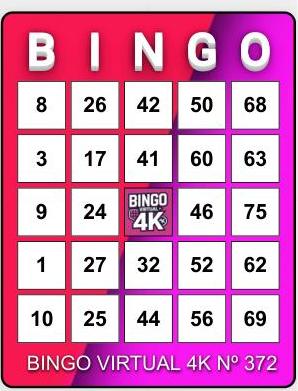 B I N G O
8 26 42 50 68
3 17 41 60 63
9 24 BINGO VIRTUAL 4K 46 75
1 27 32 52 62
10 25 44 56 69
BINGO VIRTUAL 4K Nº 372